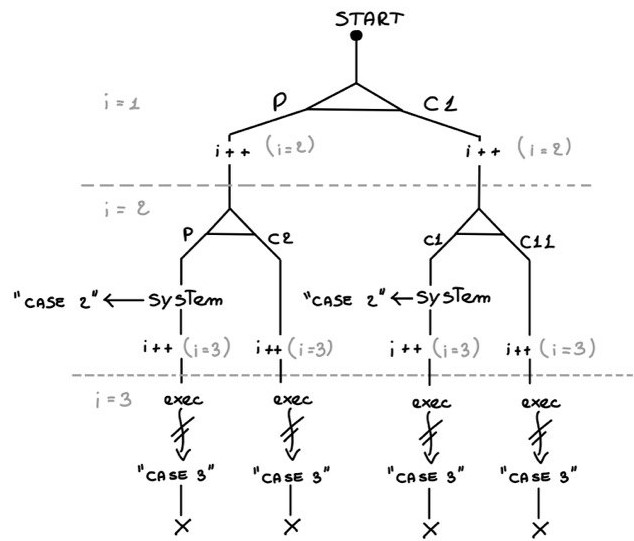 START
i=1 P C1
i++ (i=2) i++ (i=2)
i=2
P C2 C1 C11
"CASE 2" SYSTem "CASE 2" SYSTem
i++ (i=3) i++ (i=3) i++ (i=3) i++ (i=3)
i=3 exec exec exec exec
"CASE 3" "CASE 3" "CASE 3" "CASE 3"